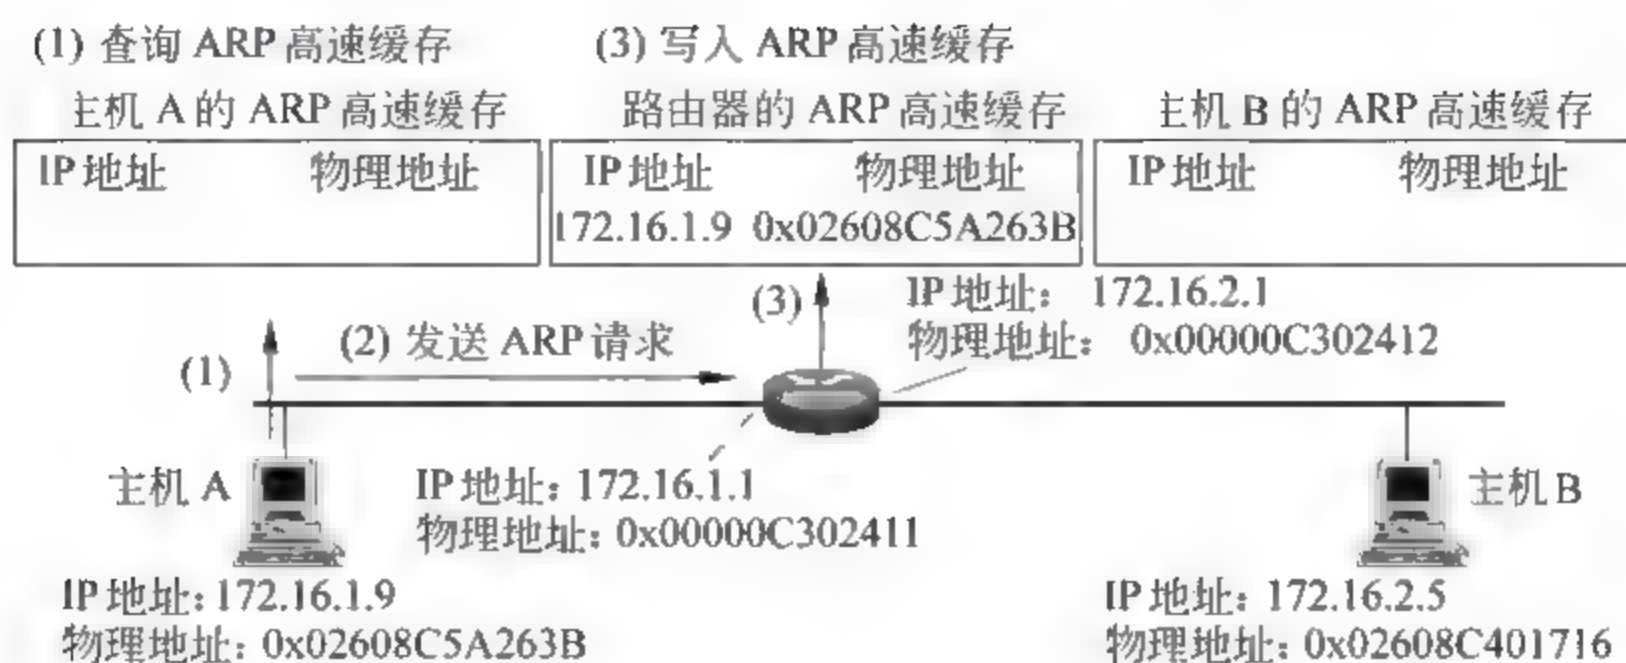 (1) 查询 ARP 高速缓存
(3) 写入 ARP 高速缓存
主机 A 的 ARP 高速缓存
路由器的 ARP 高速缓存
主机 B 的 ARP 高速缓存
IP 地址 物理地址
IP 地址 物理地址
172.16.1.9 0x02608C5A263B
IP 地址 物理地址
(3)
IP 地址: 172.16.2.1
物理地址: 0x00000C302412
(1)
(2) 发送 ARP 请求
主机 A
IP 地址: 172.16.1.1
物理地址: 0x00000C302411
主机 B
IP 地址: 172.16.1.9
物理地址: 0x02608C5A263B
IP 地址: 172.16.2.5
物理地址: 0x02608C401716